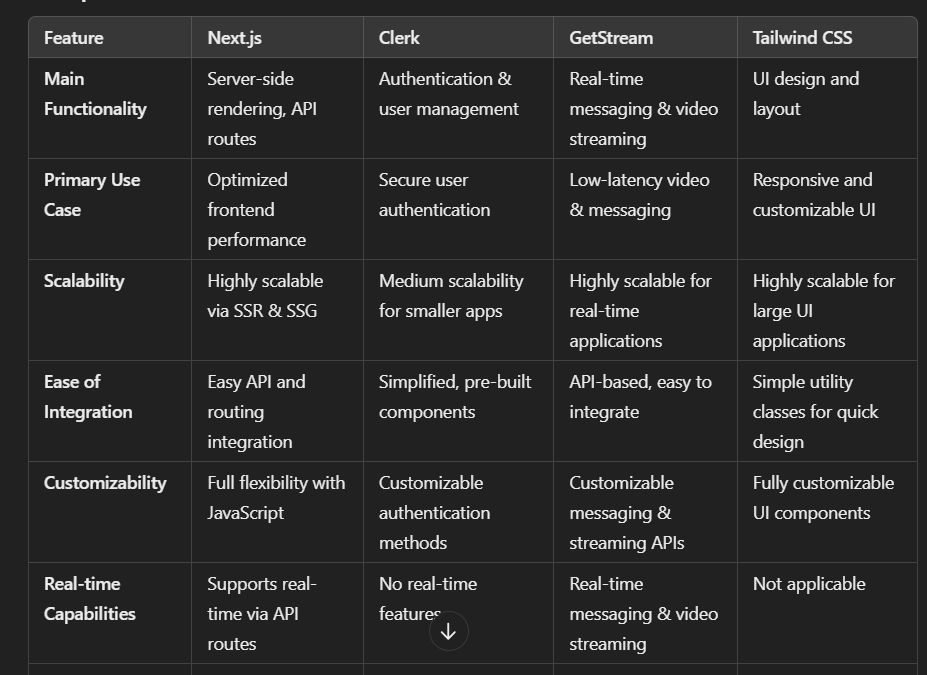 Feature Next.js Clerk GetStream Tailwind CSS
Main Server-side Authentication & Real-time UI design and
Functionality rendering, API user management messaging & video layout
routes streaming
Primary Use Optimized Secure user Low-latency video Responsive and
Case frontend authentication & messaging customizable UI
performance
Scalability Highly scalable Medium scalability Highly scalable for Highly scalable for
via SSR & SSG for smaller apps real-time large UI
applications applications
Ease of Easy API and Simplified, pre-built API-based, easy to Simple utility
Integration routing components integrate classes for quick
integration design
Customizability Full flexibility with Customizable Customizable Fully customizable
JavaScript authentication messaging & UI components
methods streaming APIs
Real-time Supports real- No real-time Real-time Not applicable
Capabilities time via API features messaging & video
routes streaming